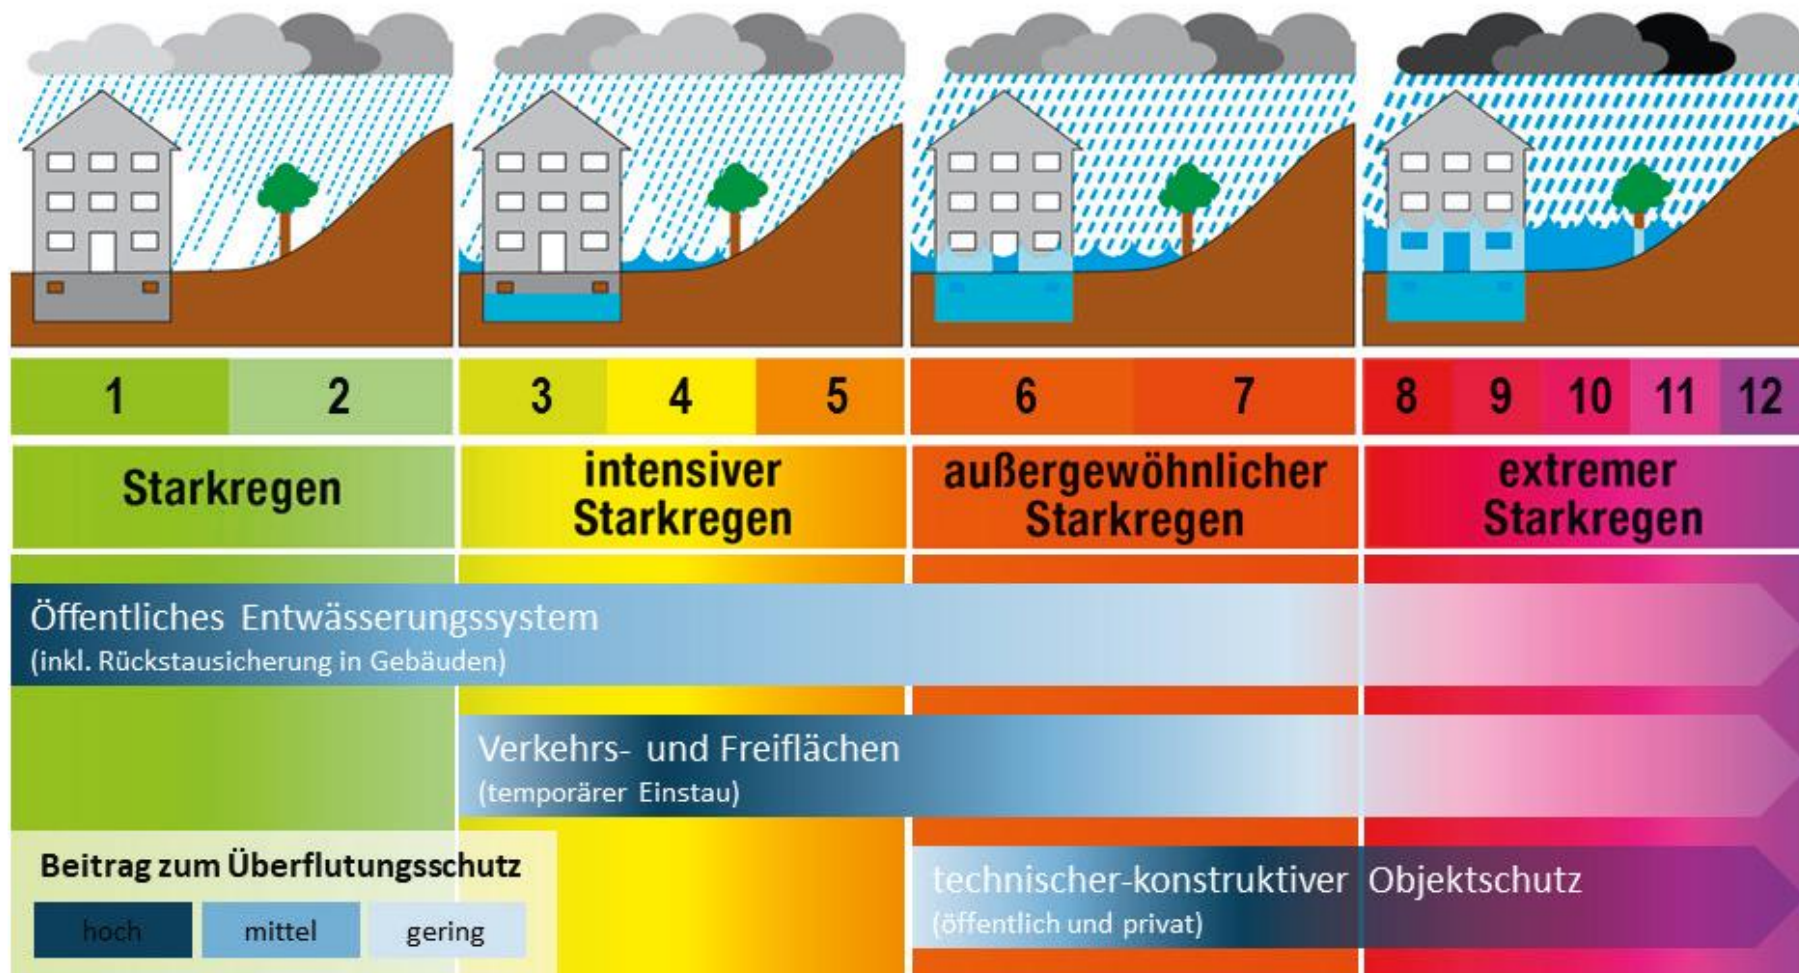 1 2 3 4 5 6 7 8 9 10 11 12
Starkregen
intensiver
Starkregen
außergewöhnlicher
Starkregen
extremer
Starkregen
Öffentliches Entwässerungssystem
(inkl. Rückstausicherung in Gebäuden)
Verkehrs- und Freiflächen
(temporärer Einstau)
technischer-konstruktiver Objektschutz
(öffentlich und privat)
Beitrag zum Überflutungsschutz
hoch mittel gering